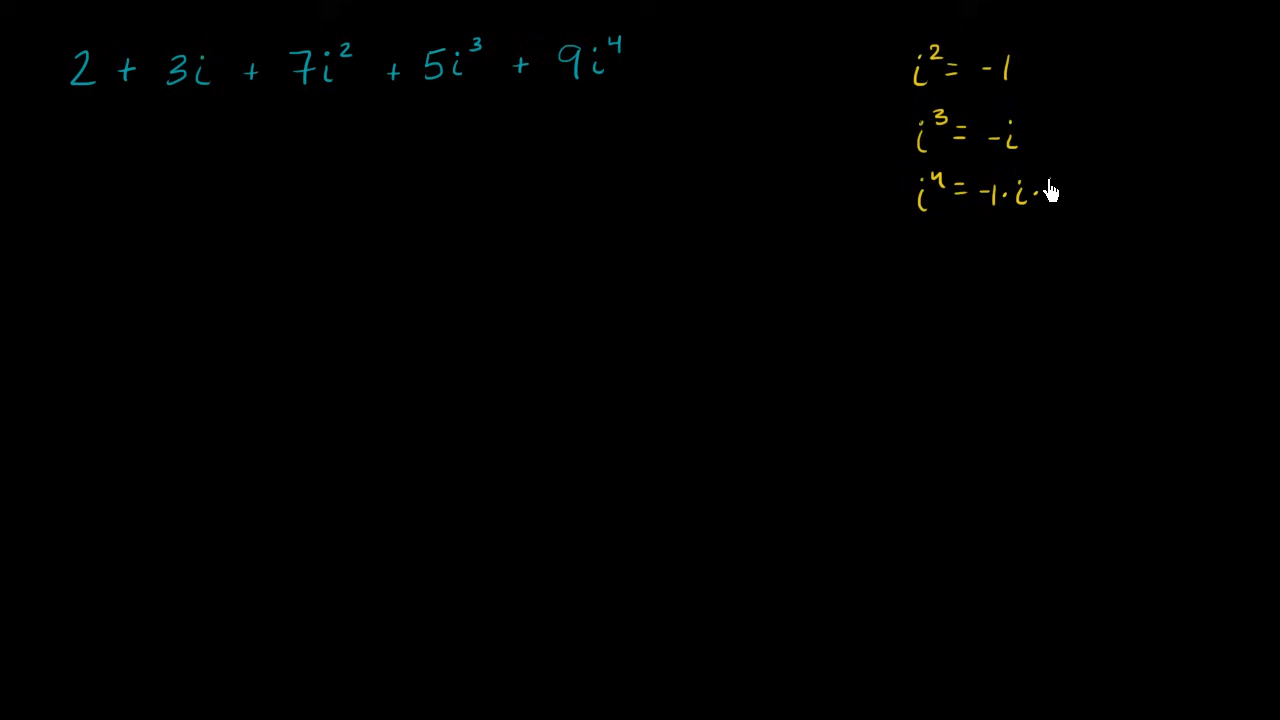 2 + 3i + 7i² + 5i³ + 9i⁴
i² = -1
i³ = -i
i⁴ = -1 · i ·